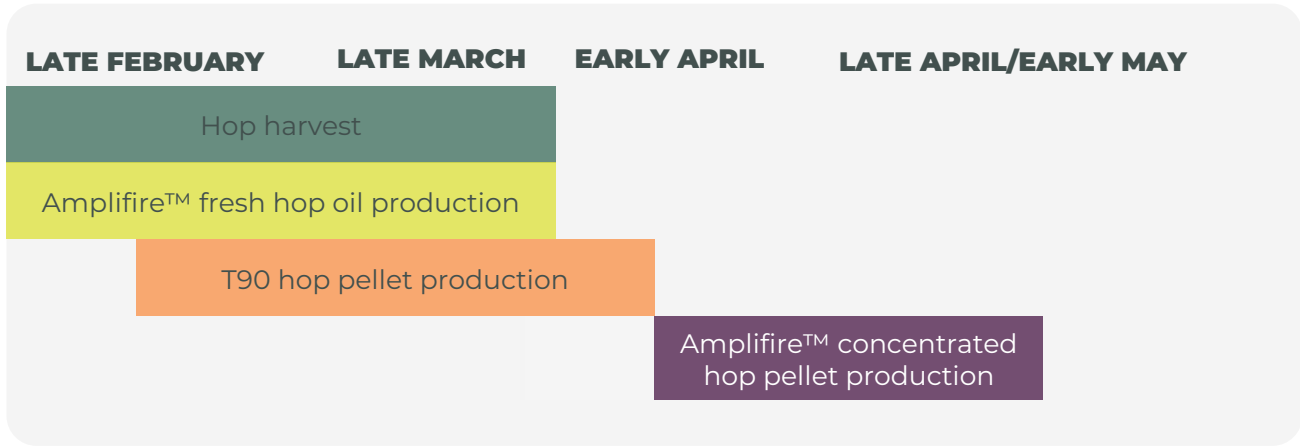 LATE FEBRUARY LATE MARCH EARLY APRIL LATE APRIL/EARLY MAY
Hop harvest
Amplifire™ fresh hop oil production
T90 hop pellet production
Amplifire™ concentrated
hop pellet production